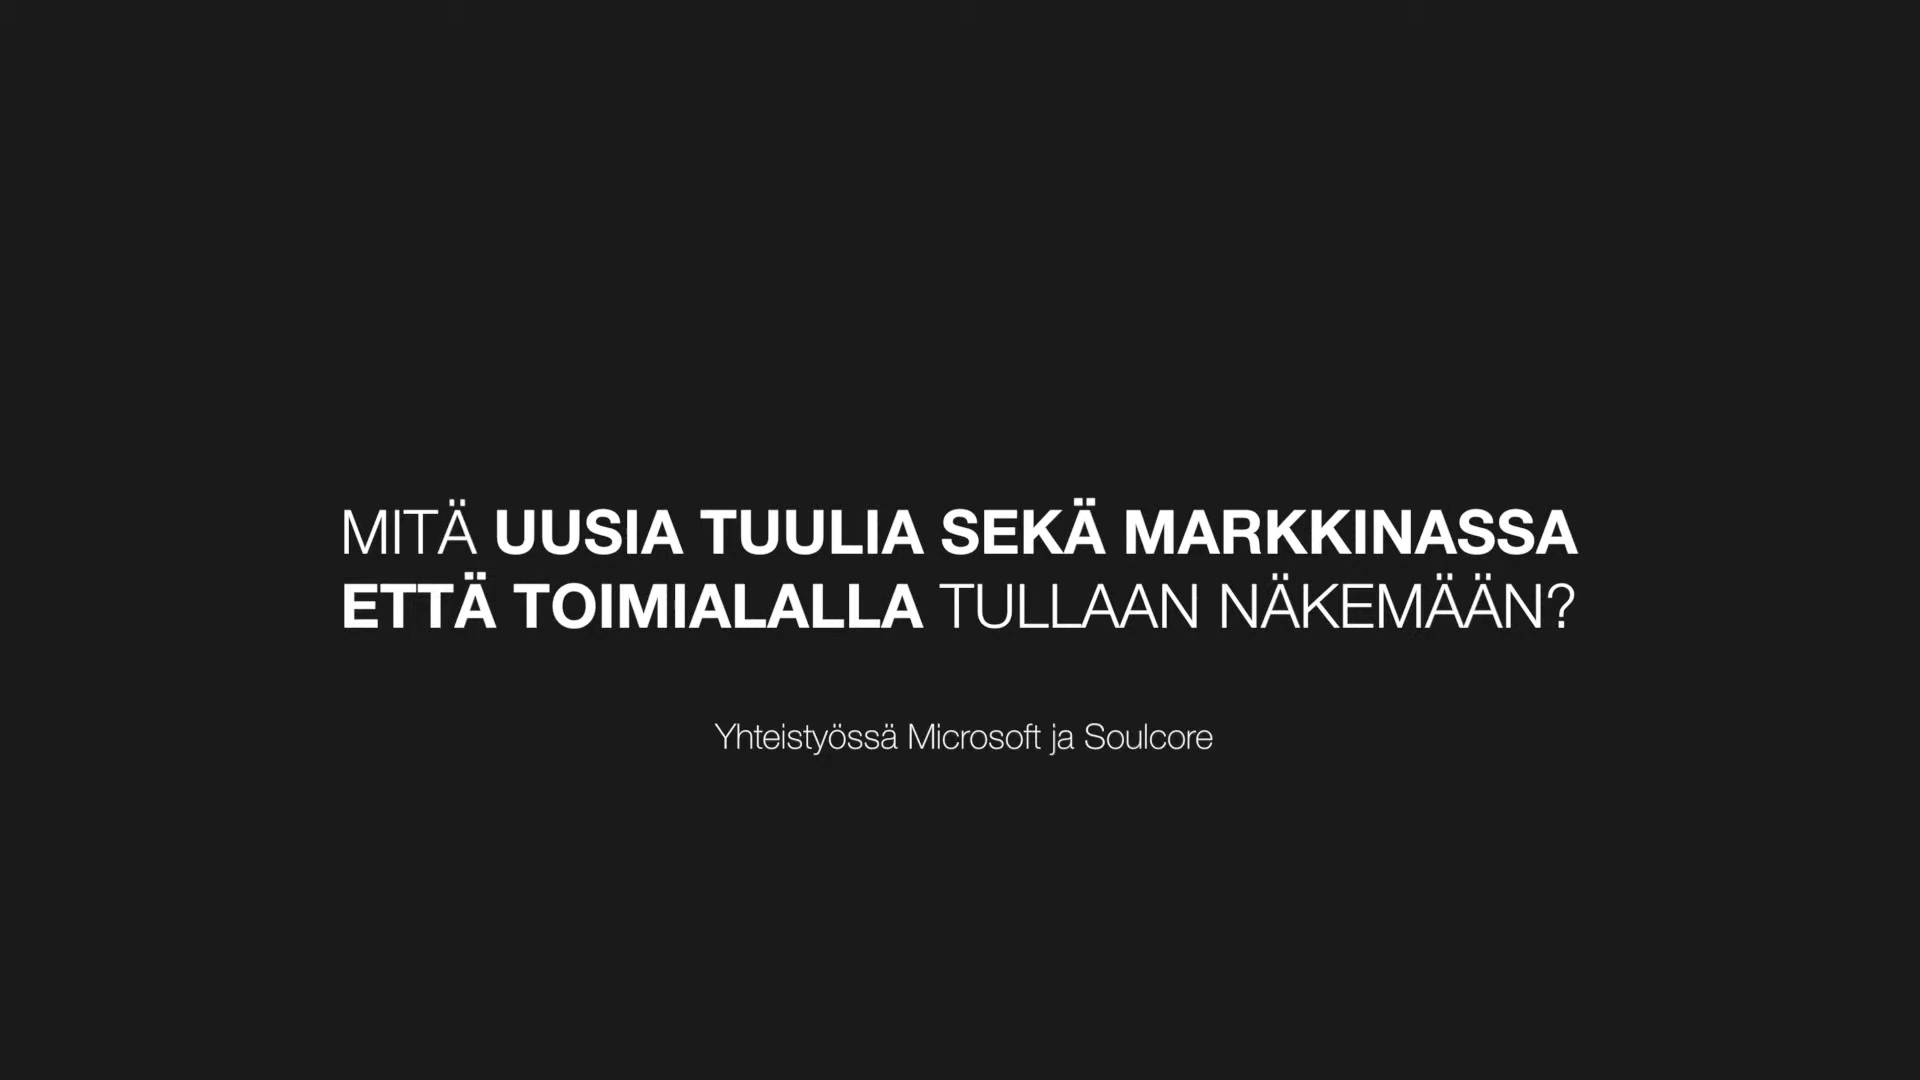 MITÄ UUSIA TUULIA SEKÄ MARKKINASSA
ETTÄ TOIMIALALLA TULLAAN NÄKEMÄÄN?
Yhteistyössä Microsoft ja Soulcore